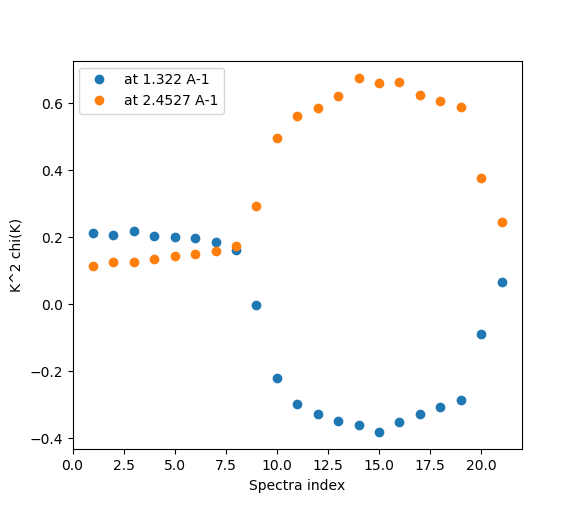 at 1.322 A-1
at 2.4527 A-1
0.6
0.4
0.2
0.0
−0.2
−0.4
K^2 chi(K)
0.0 2.5 5.0 7.5 10.0 12.5 15.0 17.5 20.0
Spectra index